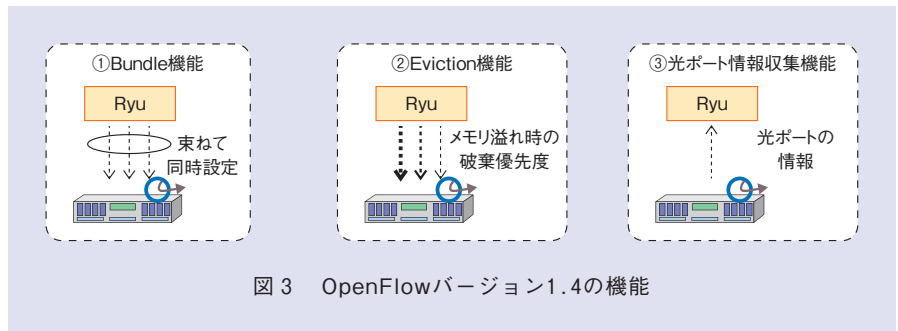 ①Bundle機能
Ryu
束ねて
同時設定
②Eviction機能
Ryu
メモリ溢れ時の
破棄優先度
③光ポート情報収集機能
Ryu
光ポートの
情報
図3 OpenFlowバージョン1.4の機能